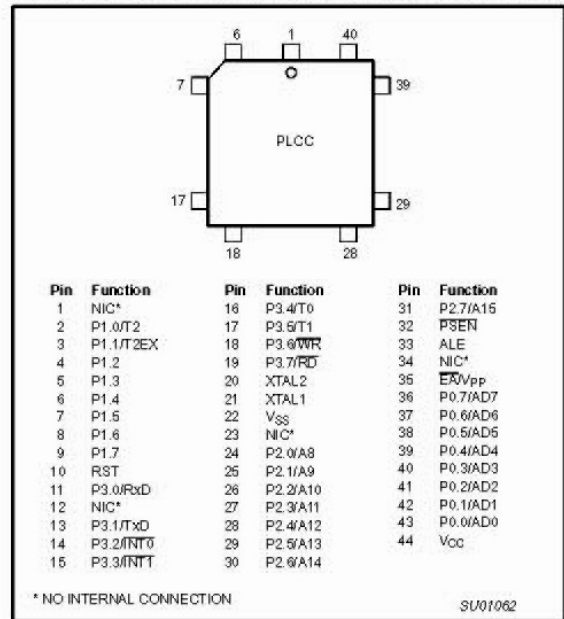 6 1 40
7 39
PLCC
17 29
18 28
Pin Function
1 NIC*
2 P1.0/T2
3 P1.1/T2EX
4 P1.2
5 P1.3
6 P1.4
7 P1.5
8 P1.6
9 P1.7
10 RST
11 P3.0/RxD
12 NIC*
13 P3.1/TxD
14 P3.2/INT0
15 P3.3/INT1
Pin Function
16 P3.4/T0
17 P3.5/T1
18 P3.6/WR
19 P3.7/RD
20 XTAL2
21 XTAL1
22 VSS
23 NIC*
24 P2.0/A8
25 P2.1/A9
26 P2.2/A10
27 P2.3/A11
28 P2.4/A12
29 P2.5/A13
30 P2.6/A14
Pin Function
31 P2.7/A15
32 PSEN
33 ALE
34 NIC*
35 EA/VPP
36 P0.7/AD7
37 P0.6/AD6
38 P0.5/AD5
39 P0.4/AD4
40 P0.3/AD3
41 P0.2/AD2
42 P0.1/AD1
43 P0.0/AD0
44 VCC
* NO INTERNAL CONNECTION
SU01062